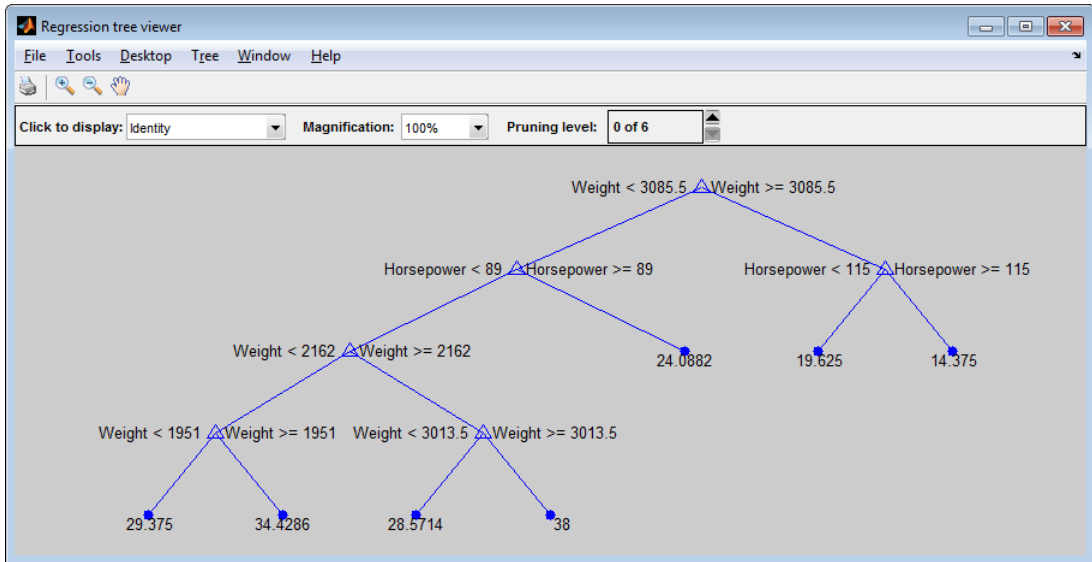 Regression tree viewer
File Tools Desktop Tree Window Help
Click to display: Identity Magnification: 100% Pruning level: 0 of 6
Weight < 3085.5 Weight >= 3085.5
Horsepower < 89 Horsepower >= 89 Horsepower < 115 Horsepower >= 115
Weight < 2162 Weight >= 2162 24.0882 19.625 14.375
Weight < 1951 Weight >= 1951 Weight < 3013.5 Weight >= 3013.5
29.375 34.4286 28.5714 38